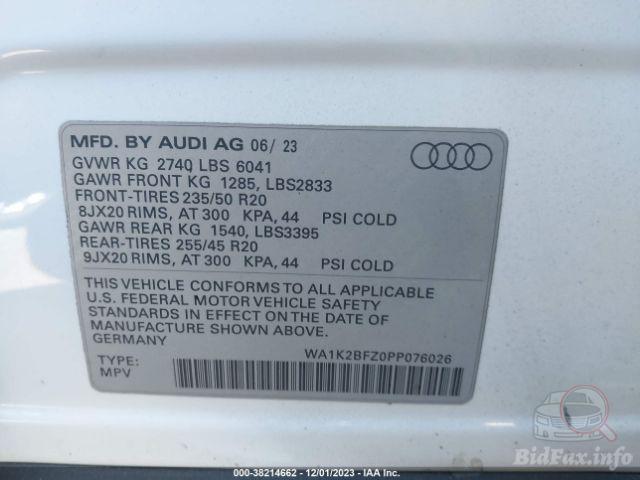 MFD. BY AUDI AG 06/ 23
GVWR KG 2740, LBS 6041
GAWR FRONT KG 1285, LBS2833
FRONT-TIRES 235/50 R20
8JX20 RIMS, AT 300 KPA, 44 PSI COLD
GAWR REAR KG 1540, LBS3395
REAR-TIRES 255/45 R20
9JX20 RIMS, AT 300 KPA, 44 PSI COLD
THIS VEHICLE CONFORMS TO ALL APPLICABLE
U.S. FEDERAL MOTOR VEHICLE SAFETY
STANDARDS IN EFFECT ON THE DATE OF
MANUFACTURE SHOWN ABOVE.
GERMANY
WA1K2BFZ0PP076026
TYPE:
MPV
BidFax.info
000-38214662 - 12/01/2023 - IAA Inc.